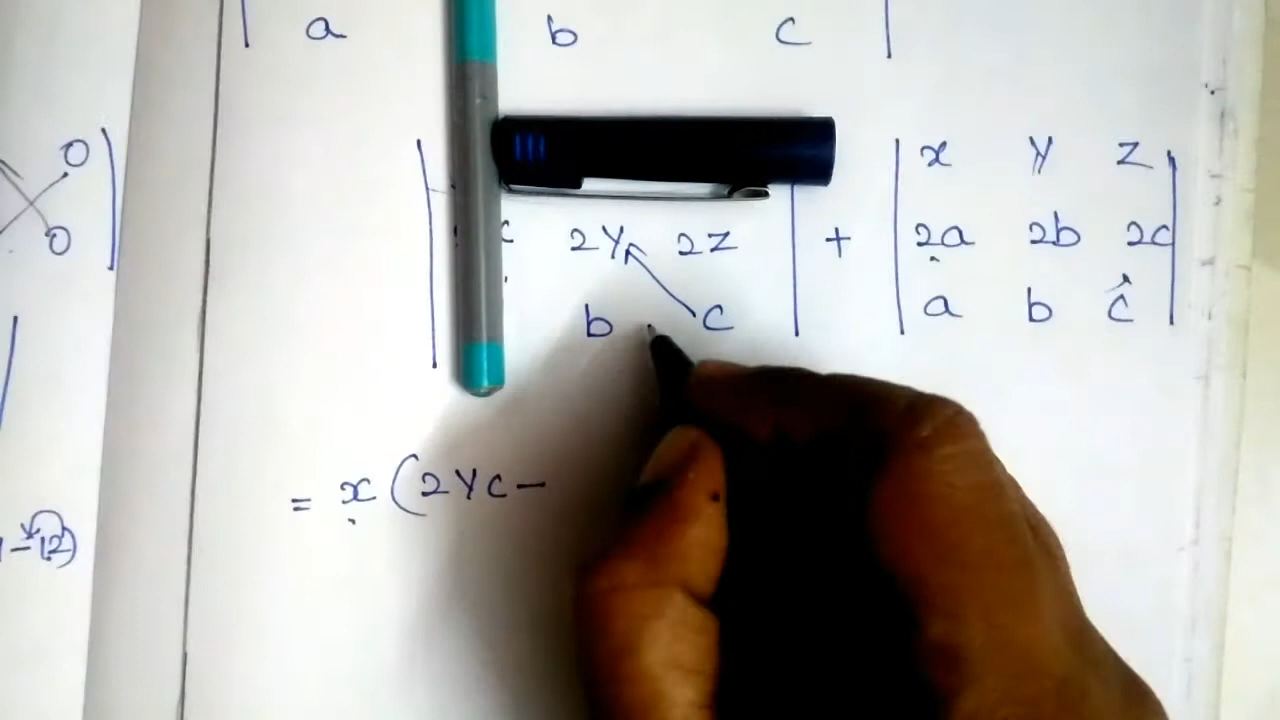 a b c
0
x y z
2y 2z + 2a 2b 2c
0
b c a b c
= x (2yc -
- 12)